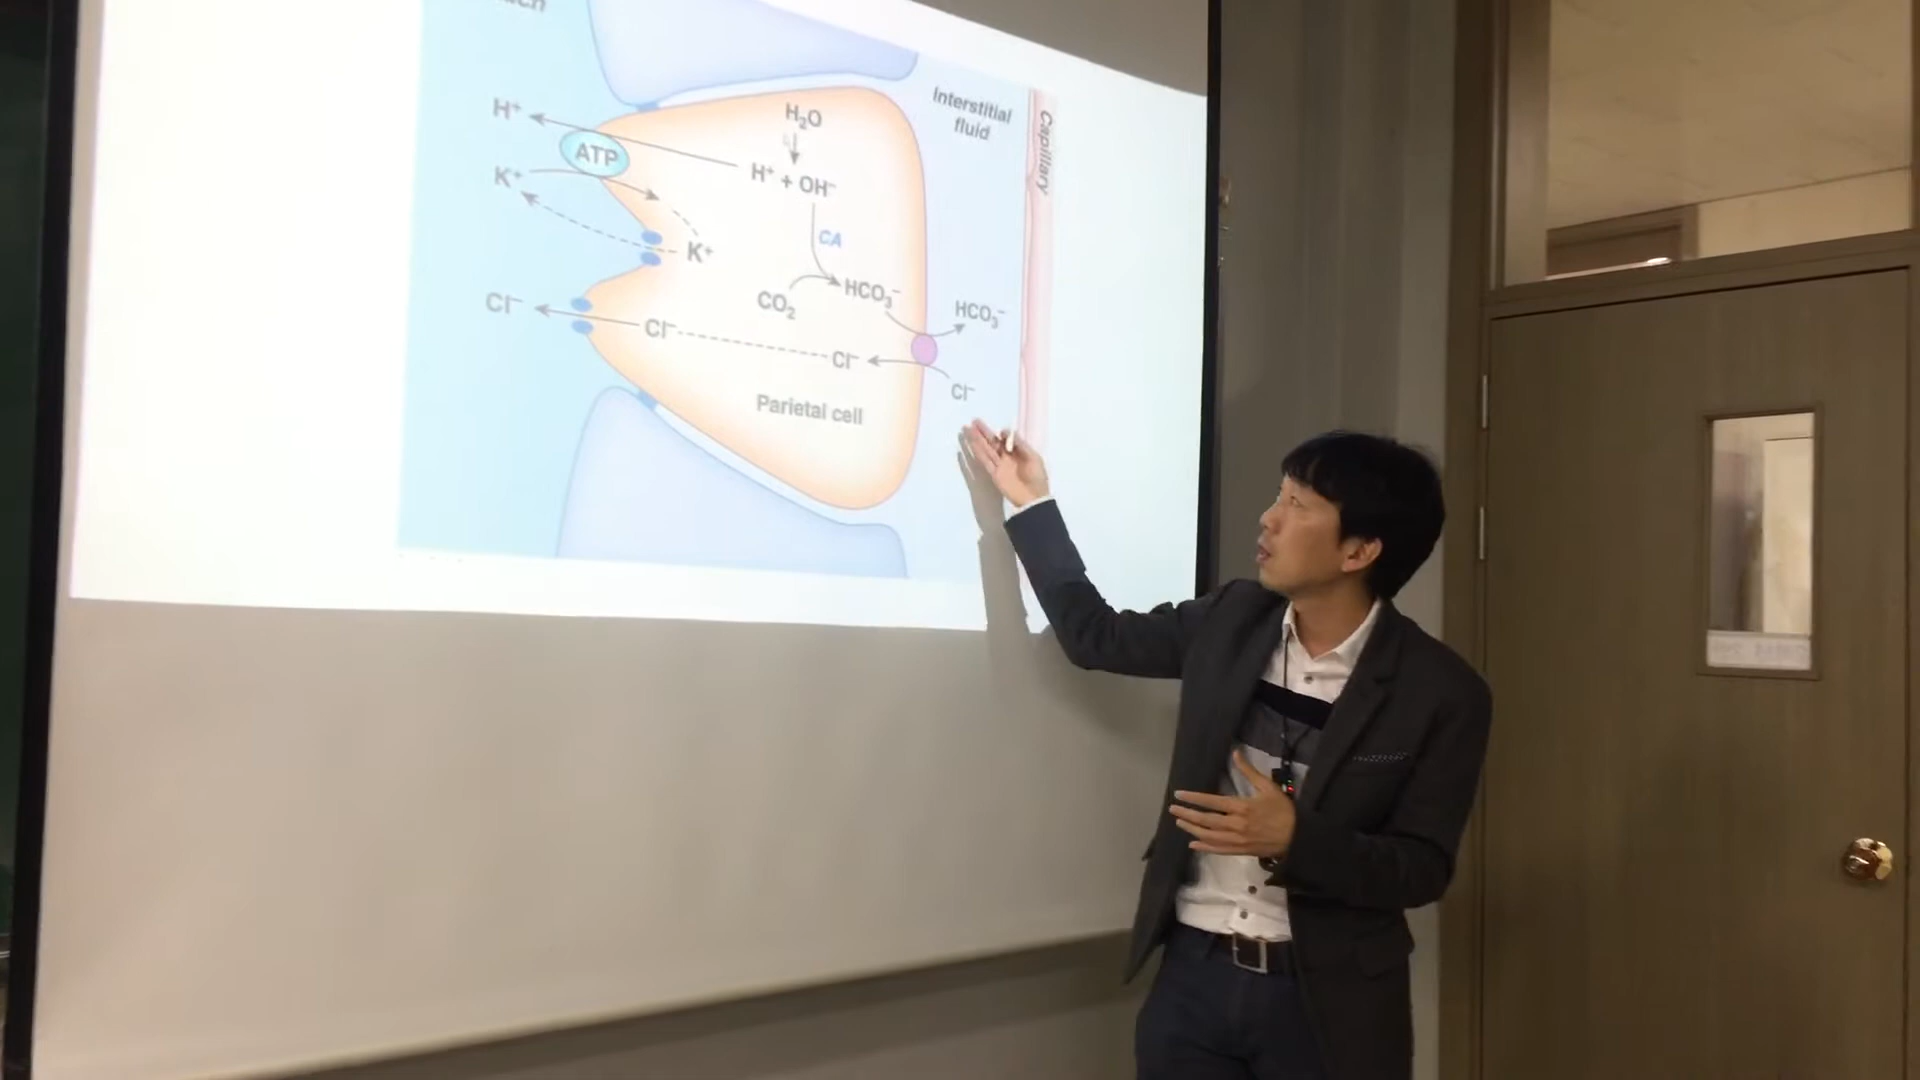 H₂O
Interstitial
fluid
Capillary
H⁺
ATP
H⁺ + OH⁻
K⁺
CA
K⁺
HCO₃⁻
CO₂
HCO₃⁻
Cl⁻
Cl⁻
Cl⁻
Cl⁻
Parietal cell